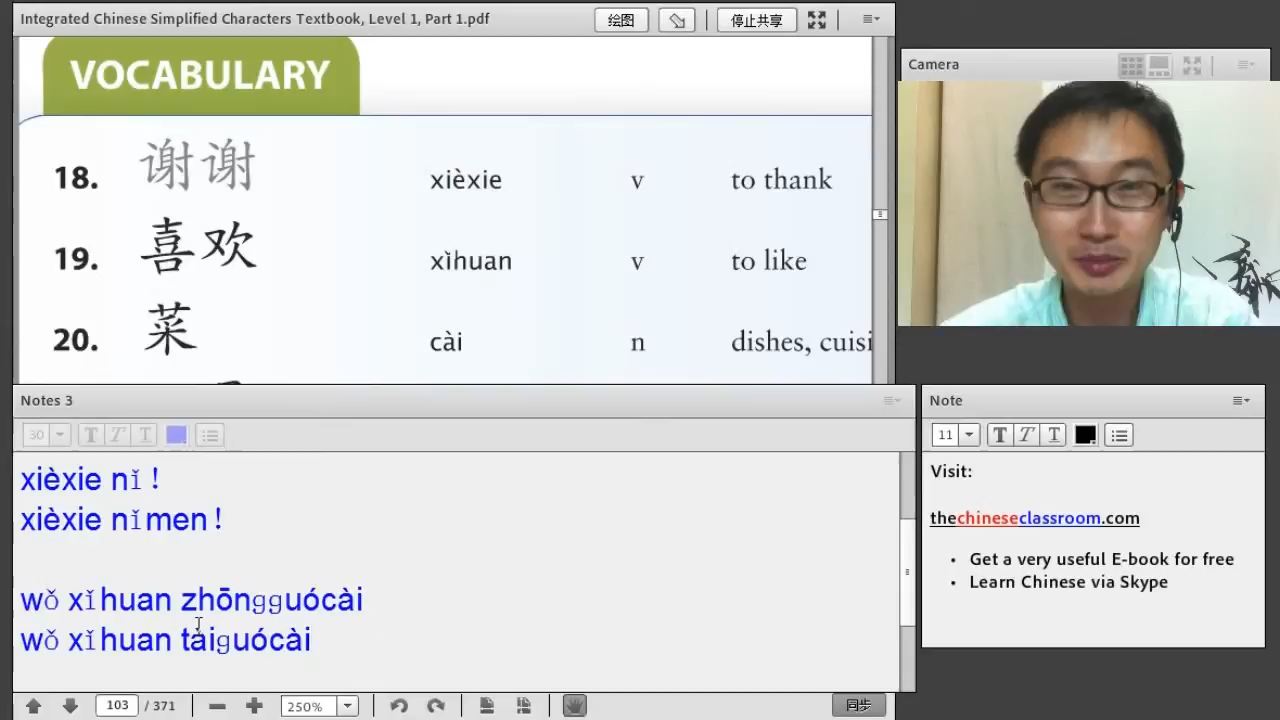 Integrated Chinese Simplified Characters Textbook, Level 1, Part 1.pdf
绘图
停止共享
VOCABULARY
18. 谢谢 xièxie v to thank
19. 喜欢 xǐhuan v to like
20. 菜 cài n dishes, cuisi
Camera
Notes 3
30 T T T
xièxie nǐ!
xièxie nǐmen!
wǒ xǐhuan zhōngguócài
wǒ xǐhuan tàiguócài
103 / 371
250%
同步
Note
11 T T T
Visit:
thechineseclassroom.com
• Get a very useful E-book for free
• Learn Chinese via Skype